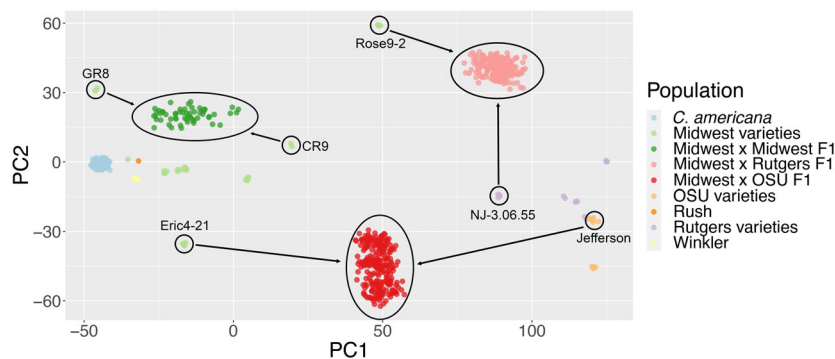 60
30
0
−30
−60
PC2
−50
0
50
100
PC1
Rose9-2
GR8
CR9
NJ-3.06.55
Eric4-21
Jefferson
Population
C. americana
Midwest varieties
Midwest x Midwest F1
Midwest x Rutgers F1
Midwest x OSU F1
OSU varieties
Rush
Rutgers varieties
Winkler